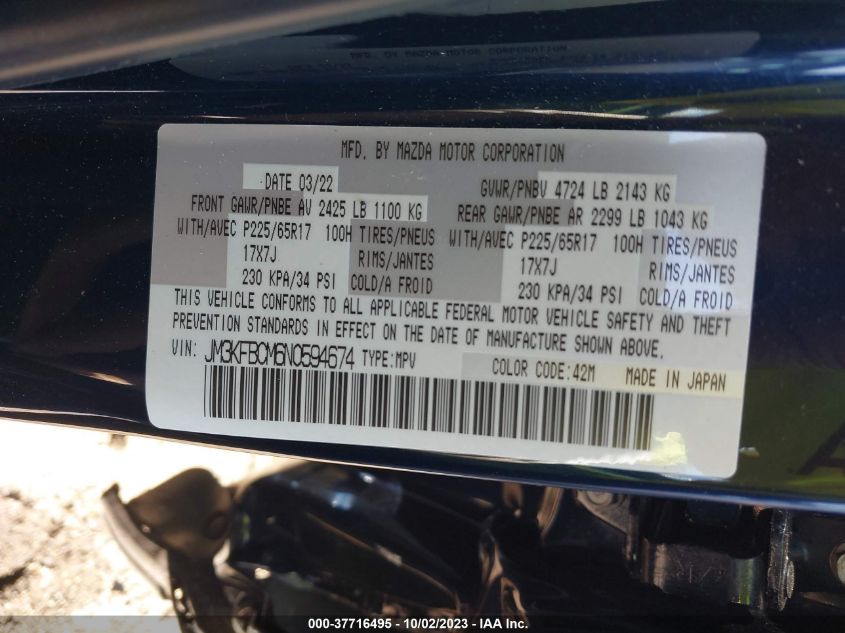 MFD. BY MAZDA MOTOR CORPORATION
MFD. BY MAZDA MOTOR CORPORATION
DATE 03/22 GVWR/PNBV 4724 LB 2143 KG
FRONT GAWR/PNBE AV 2425 LB 1100 KG REAR GAWR/PNBE AR 2299 LB 1043 KG
WITH/AVEC P225/65R17 100H TIRES/PNEUS WITH/AVEC P225/65R17 100H TIRES/PNEUS
17X7J RIMS/JANTES 17X7J RIMS/JANTES
230 KPA/34 PSI COLD/A FROID 230 KPA/34 PSI COLD/A FROID
THIS VEHICLE CONFORMS TO ALL APPLICABLE FEDERAL MOTOR VEHICLE SAFETY AND THEFT
PREVENTION STANDARDS IN EFFECT ON THE DATE OF MANUFACTURE SHOWN ABOVE.
VIN: JM3KFBCM6N0594674 TYPE:MPV COLOR CODE:42M MADE IN JAPAN
000-37716495 - 10/02/2023 - IAA Inc.